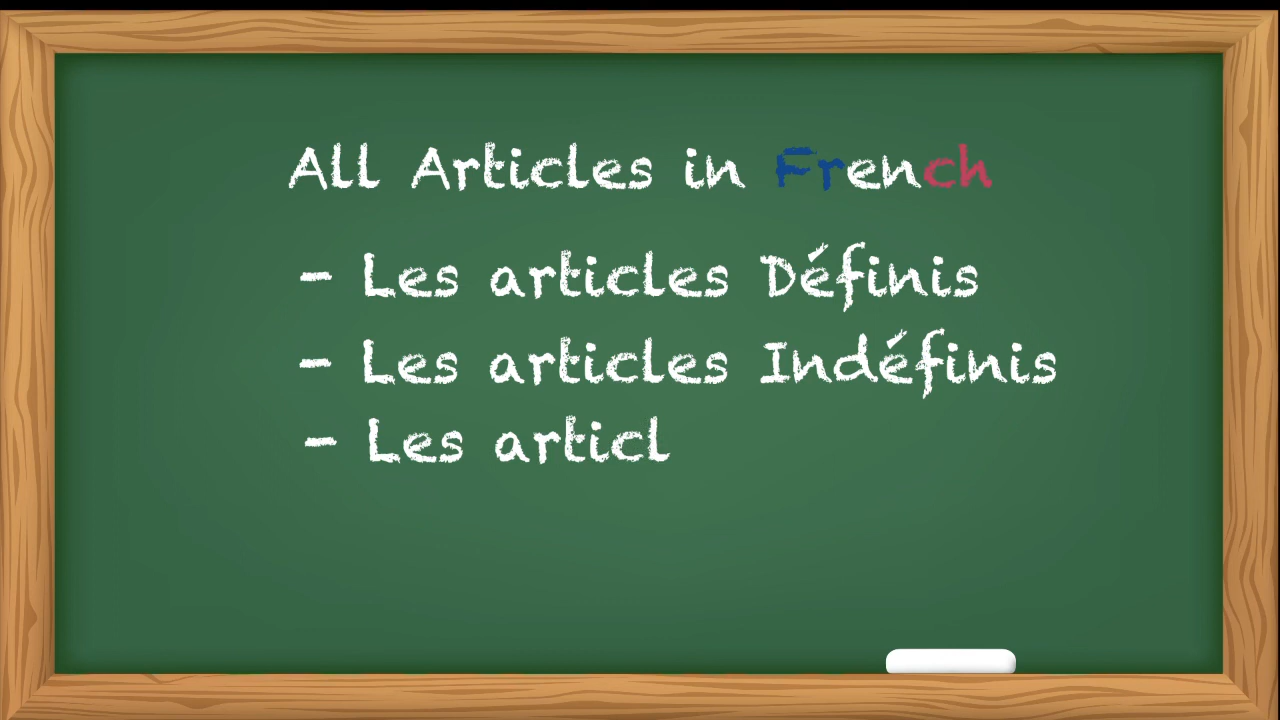 All Articles in French
- Les articles Définis
- Les articles Indéfinis
- Les articl